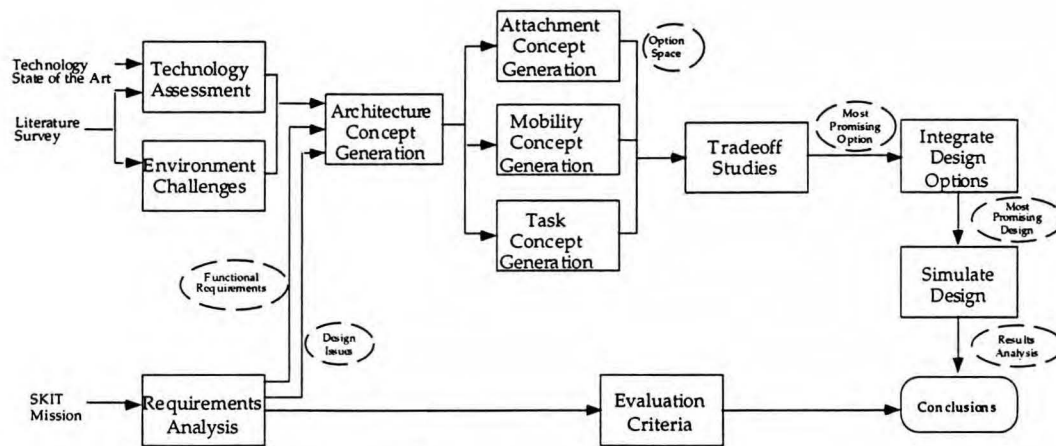 Technology
State of the Art
Literature
Survey
Technology
Assessment
Environment
Challenges
Architecture
Concept
Generation
Attachment
Concept
Generation
Mobility
Concept
Generation
Task
Concept
Generation
Option
Space
Tradeoff
Studies
Most
Promising
Option
Integrate
Design
Options
Most
Promising
Design
Simulate
Design
Results
Analysis
Conclusions
Functional
Requirements
Design
Issues
SKIT
Mission
Requirements
Analysis
Evaluation
Criteria